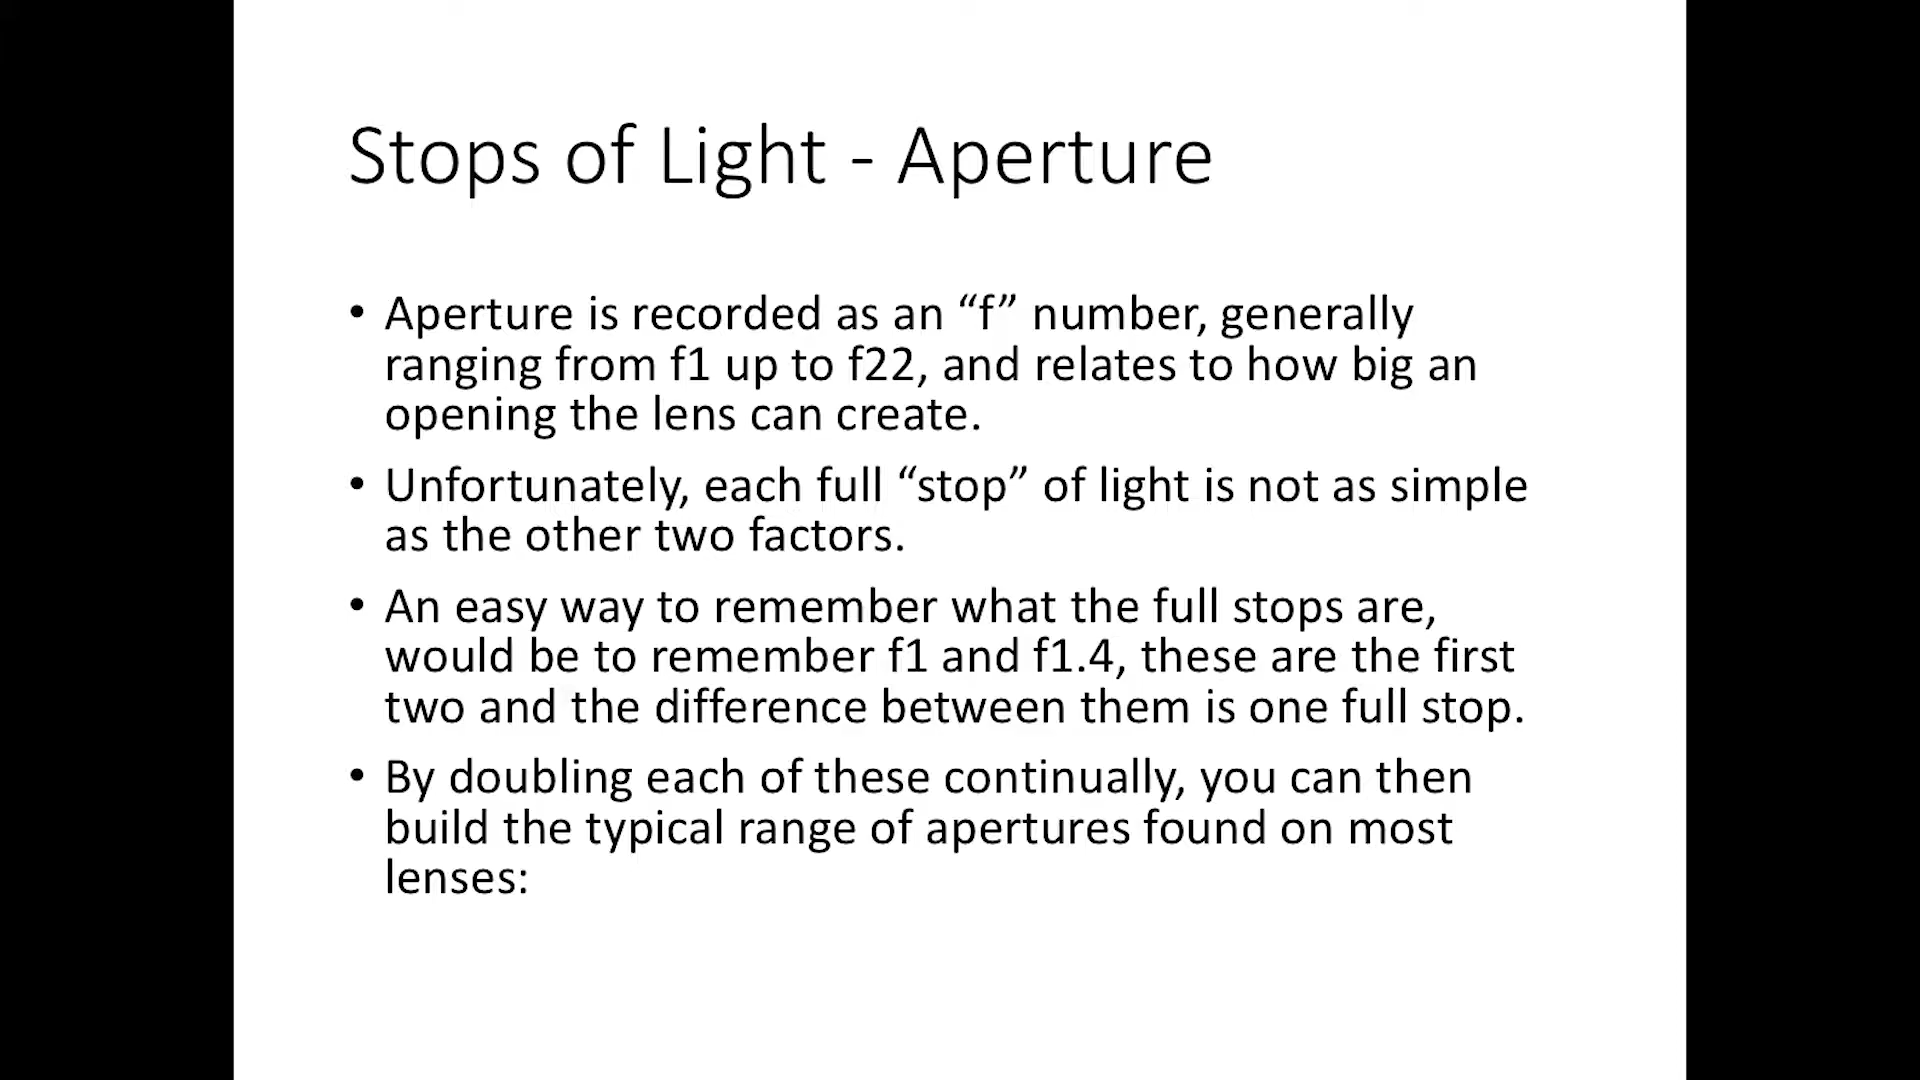 Stops of Light - Aperture
• Aperture is recorded as an “f” number, generally
ranging from f1 up to f22, and relates to how big an
opening the lens can create.
• Unfortunately, each full “stop” of light is not as simple
as the other two factors.
• An easy way to remember what the full stops are,
would be to remember f1 and f1.4, these are the first
two and the difference between them is one full stop.
• By doubling each of these continually, you can then
build the typical range of apertures found on most
lenses: